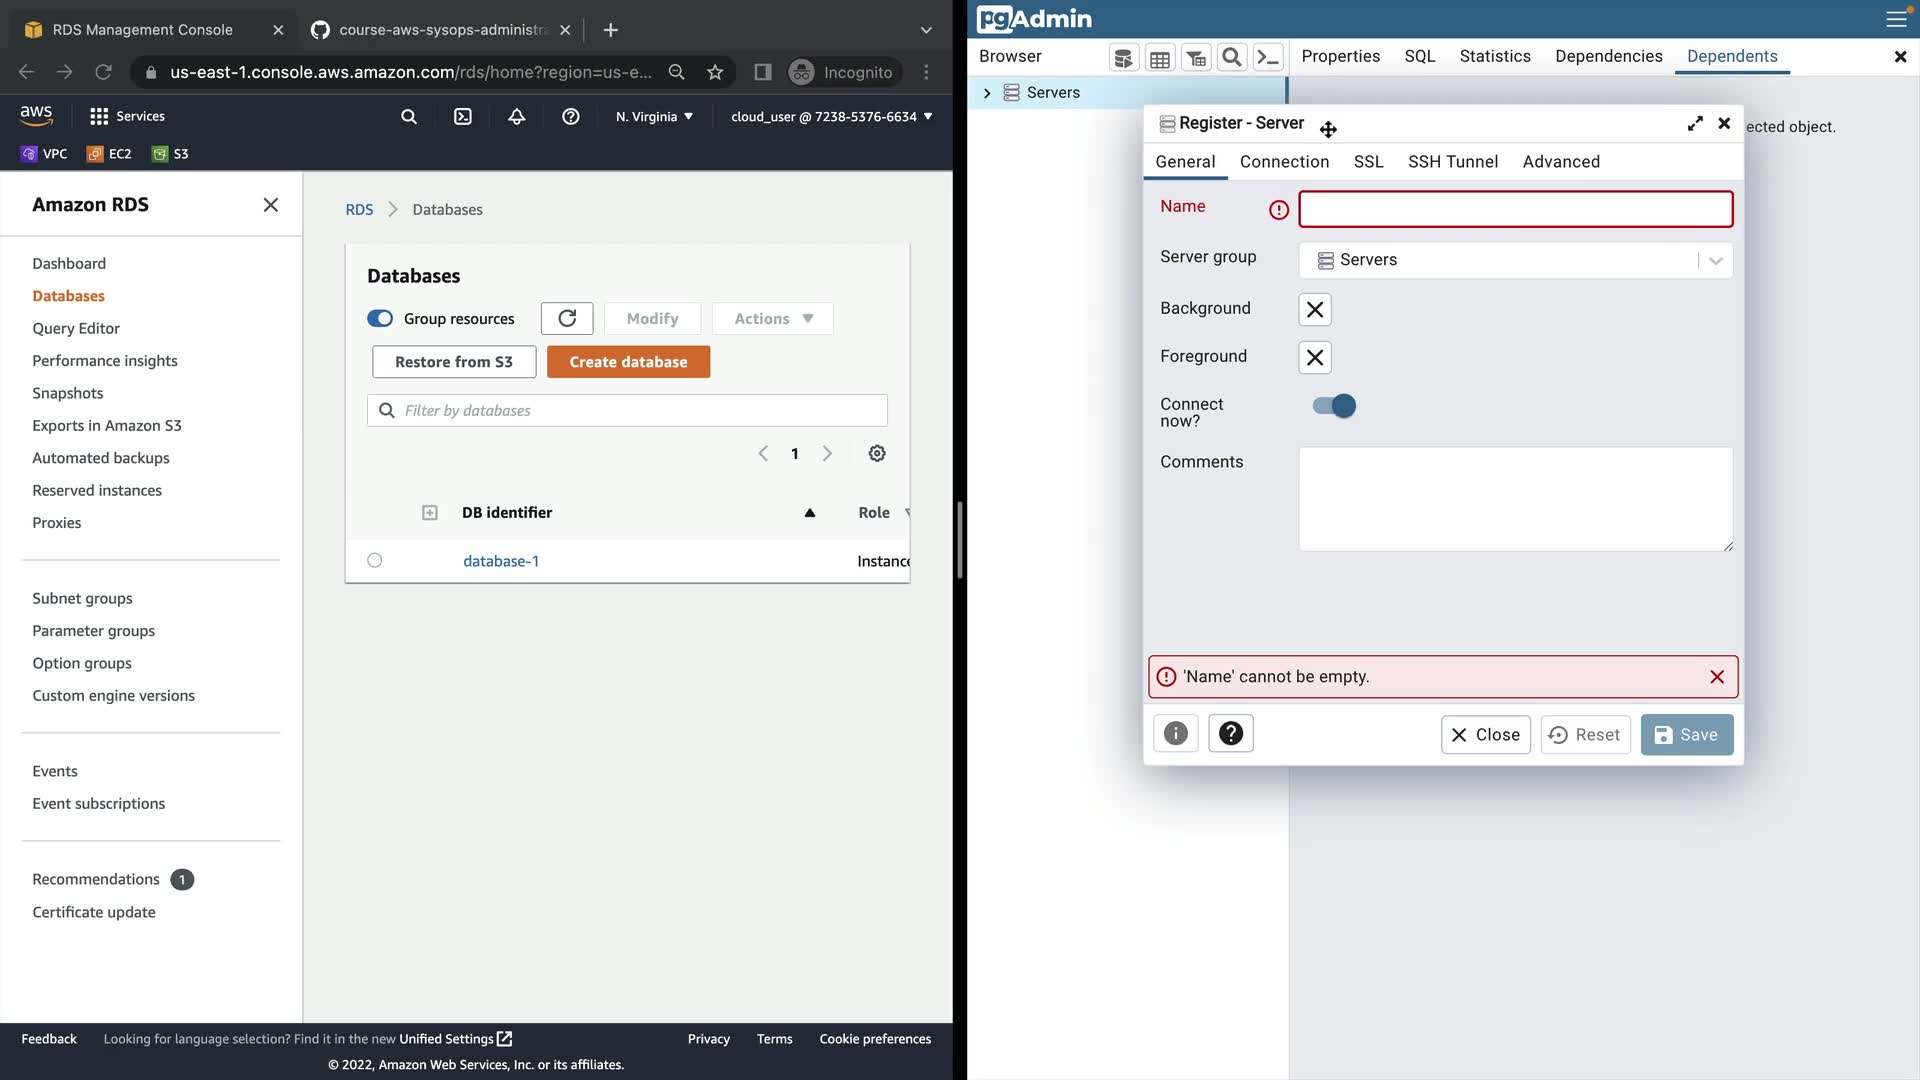 RDS Management Console
course-aws-sysops-administra
us-east-1.console.aws.amazon.com/rds/home?region=us-e...
Incognito
aws
Services
N. Virginia
cloud_user @ 7238-5376-6634
VPC
EC2
S3
Amazon RDS
Dashboard
Databases
Query Editor
Performance insights
Snapshots
Exports in Amazon S3
Automated backups
Reserved instances
Proxies
Subnet groups
Parameter groups
Option groups
Custom engine versions
Events
Event subscriptions
Recommendations 1
Certificate update
RDS > Databases
Databases
Group resources
Modify
Actions
Restore from S3
Create database
Filter by databases
1
DB identifier
Role
database-1
Instance
Feedback
Looking for language selection? Find it in the new Unified Settings
Privacy
Terms
Cookie preferences
© 2022, Amazon Web Services, Inc. or its affiliates.
pgAdmin
Browser
Properties
SQL
Statistics
Dependencies
Dependents
Servers
ected object.
Register - Server
General
Connection
SSL
SSH Tunnel
Advanced
Name
Server group
Servers
Background
Foreground
Connect
now?
Comments
'Name' cannot be empty.
Close
Reset
Save